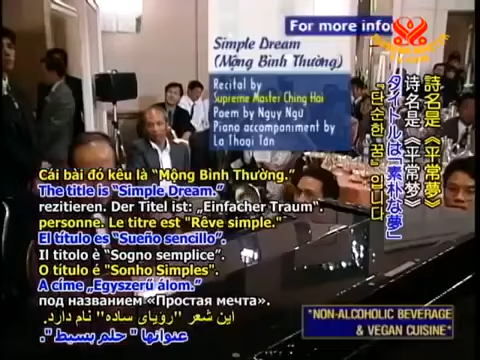 For more infor
Simple Dream
(Mộng Bình Thường)
Recital by
Supreme Master Ching Hai
Poem by Nguy Ngữ
Piano accompaniment by
La Thoại Tân
詩名是《平常夢》
诗名是《平常梦》
タイトルは「素朴な夢」
『단순한 꿈』입니다
Cái bài đó kêu là “Mộng Bình Thường.”
The title is “Simple Dream.”
rezitieren. Der Titel ist: „Einfacher Traum“.
personne. Le titre est "Rêve simple."
El título es “Sueño sencillo”.
Il titolo è “Sogno semplice”.
O título é "Sonho Simples".
A címe „Egyszerű álom.”
под названием «Простая мечта».
این شعر "رؤیای ساده" نام دارد.
عنوانها " حلم بسيط ".
*NON-ALCOHOLIC BEVERAGE
& VEGAN CUISINE*